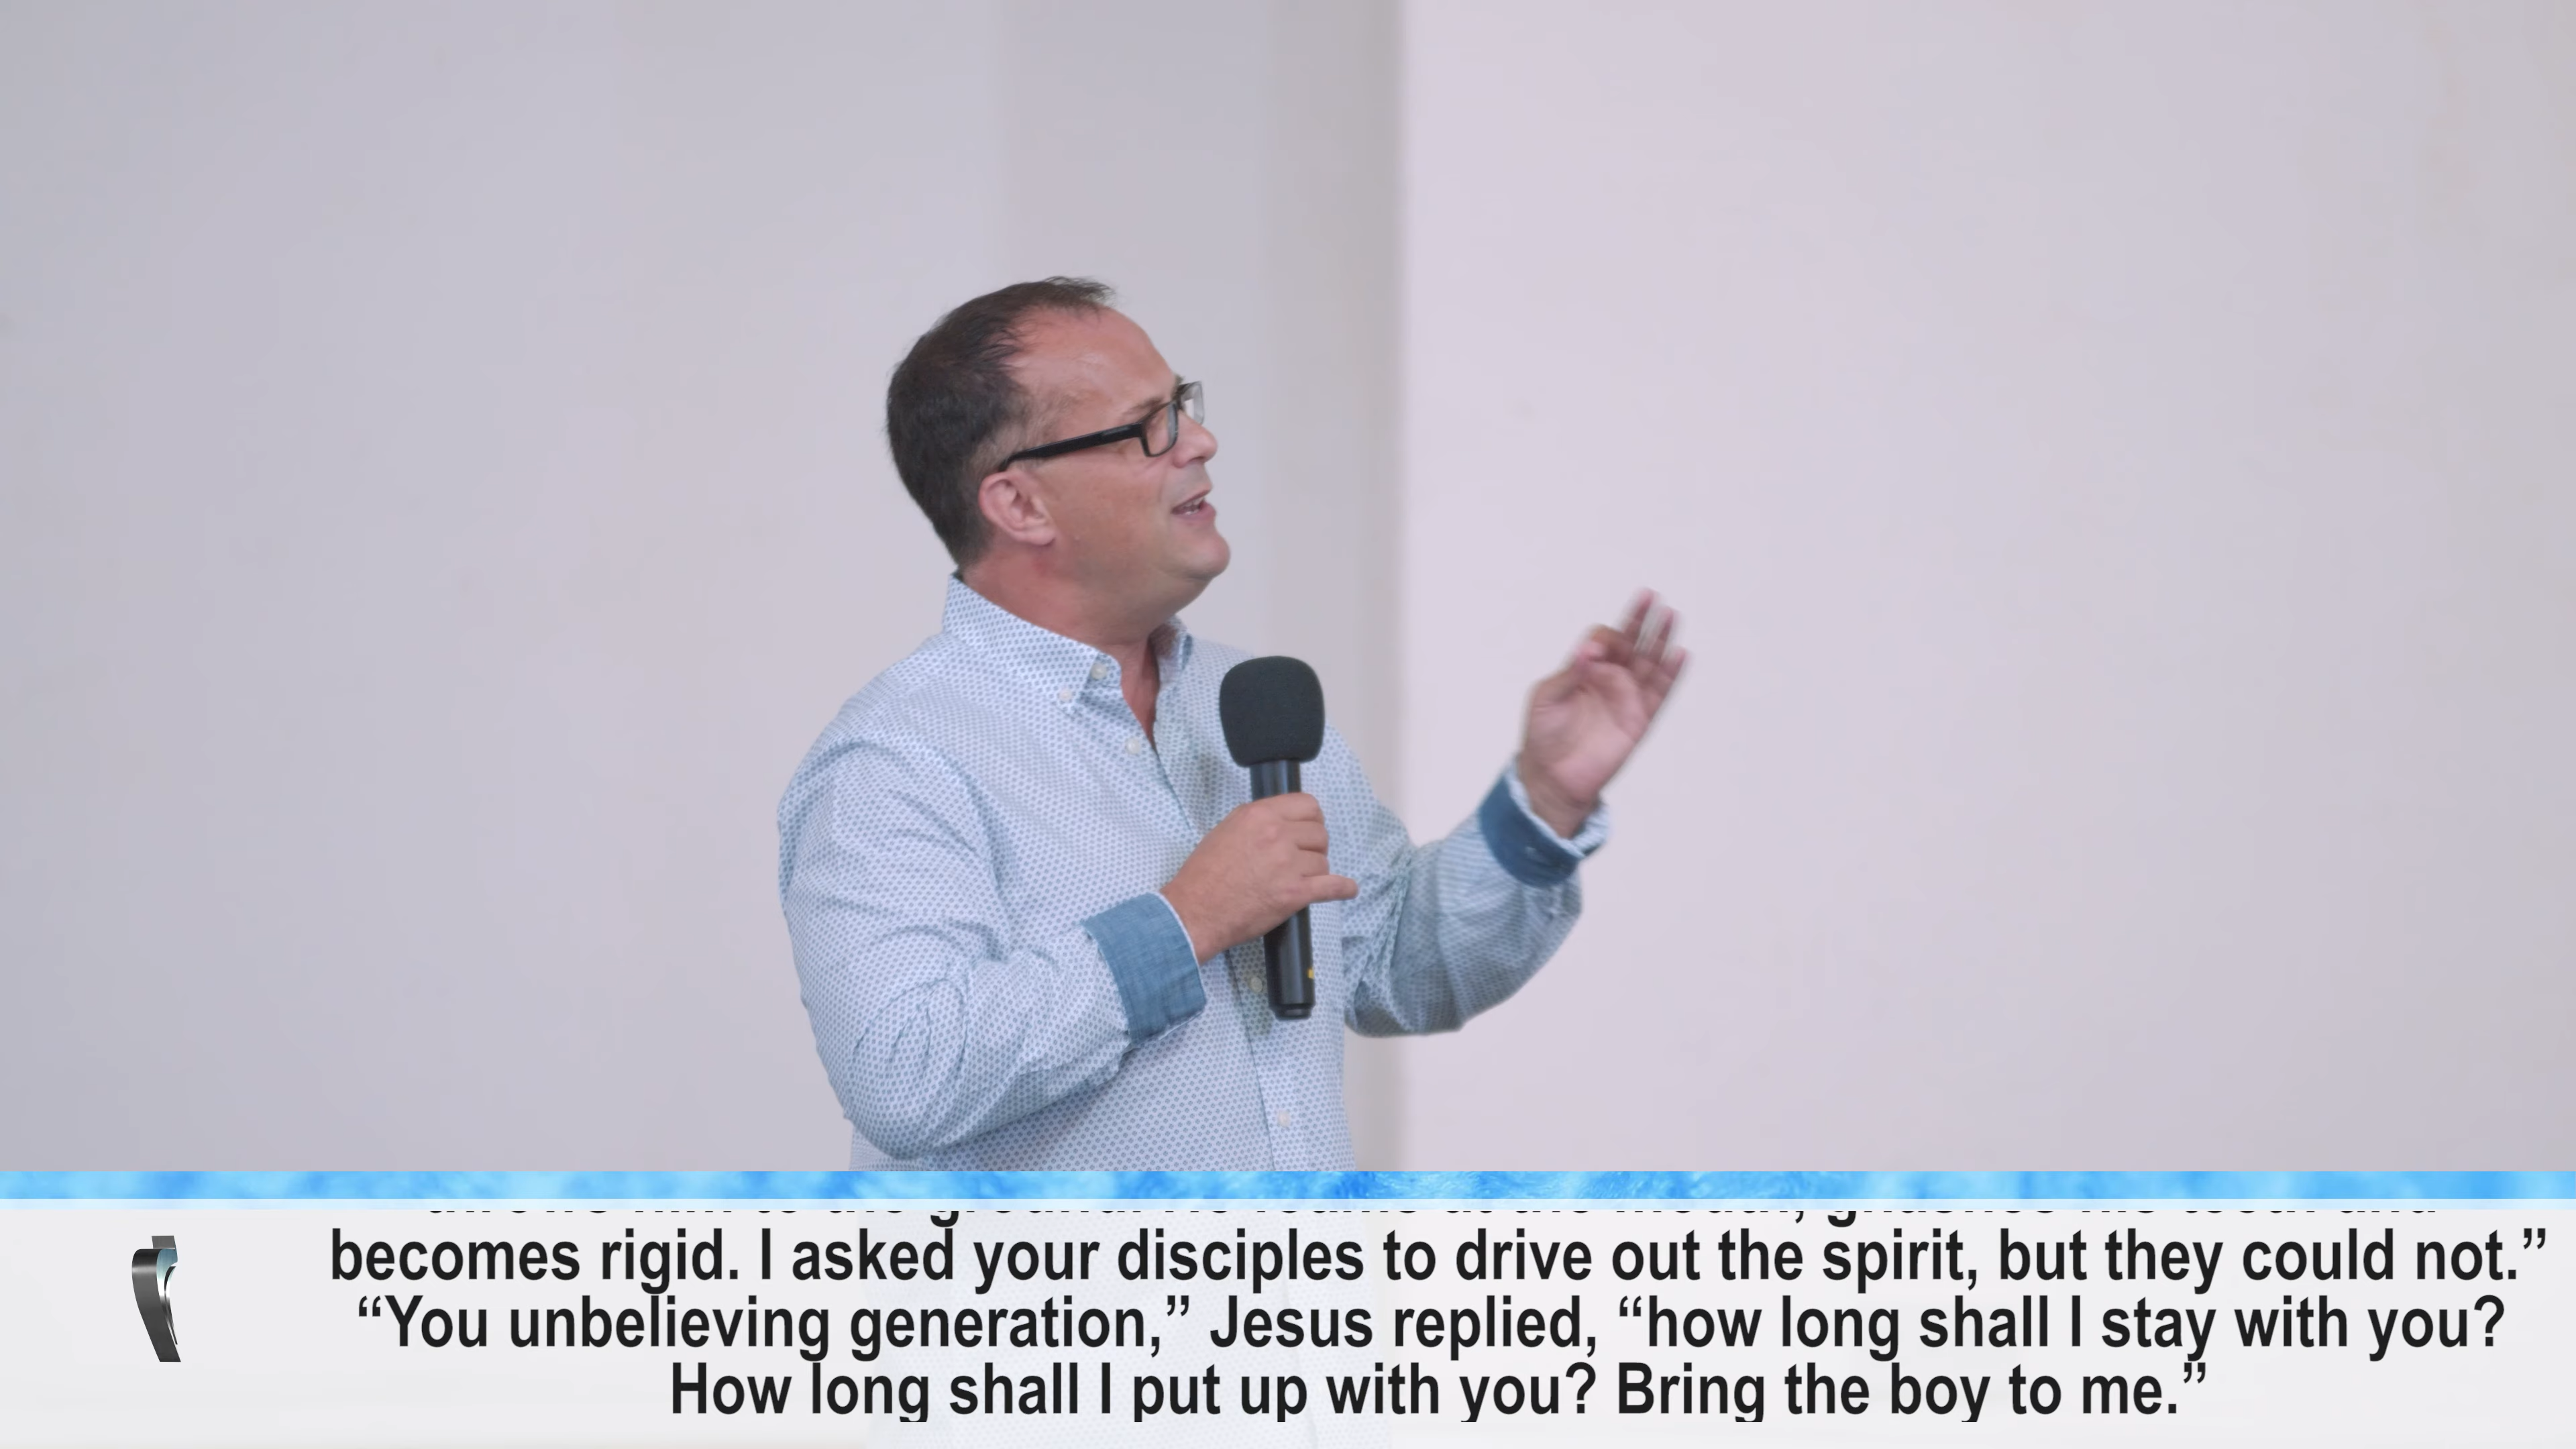 becomes rigid. I asked your disciples to drive out the spirit, but they could not.”
“You unbelieving generation,” Jesus replied, “how long shall I stay with you?
How long shall I put up with you? Bring the boy to me.”